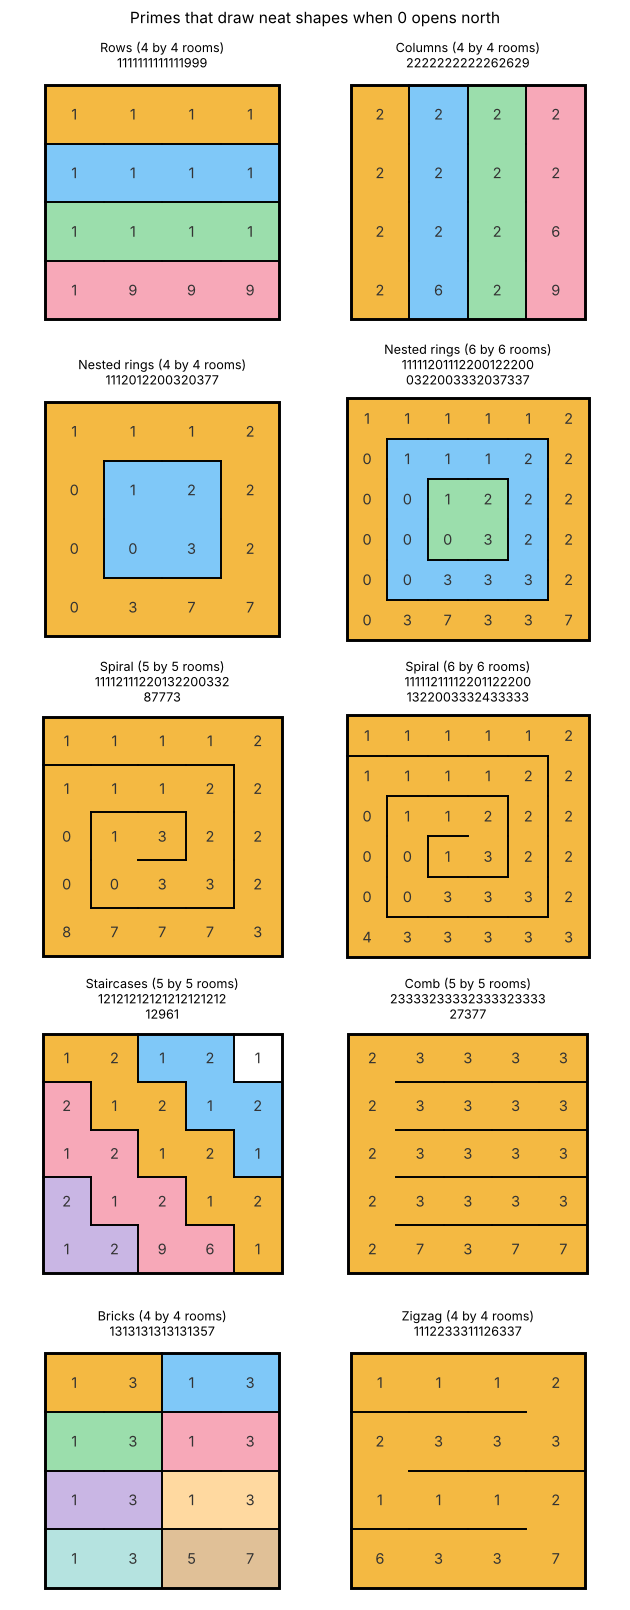 Primes that draw neat shapes when 0 opens north
Rows (4 by 4 rooms)
1111111111111999
1 1 1 1
1 1 1 1
1 1 1 1
1 9 9 9
Columns (4 by 4 rooms)
2222222222262629
2 2 2 2
2 2 2 2
2 2 2 6
2 6 2 9
Nested rings (4 by 4 rooms)
1112012200320377
1 1 1 2
0 1 2 2
0 0 3 2
0 3 7 7
Nested rings (6 by 6 rooms)
11111201112200122200
0322003332037337
1 1 1 1 1 2
0 1 1 1 2 2
0 0 1 2 2 2
0 0 0 3 2 2
0 0 3 3 3 2
0 3 7 3 3 7
Spiral (5 by 5 rooms)
11112111220132200332
87773
1 1 1 1 2
1 1 1 2 2
0 1 3 2 2
0 0 3 3 2
8 7 7 7 3
Spiral (6 by 6 rooms)
11111211112201122200
1322003332433333
1 1 1 1 1 2
1 1 1 1 2 2
0 1 1 2 2 2
0 0 1 3 2 2
0 0 3 3 3 2
4 3 3 3 3 3
Staircases (5 by 5 rooms)
12121212121212121212
12961
1 2 1 2 1
2 1 2 1 2
1 2 1 2 1
2 1 2 1 2
1 2 9 6 1
Comb (5 by 5 rooms)
23333233332333323333
27377
2 3 3 3 3
2 3 3 3 3
2 3 3 3 3
2 3 3 3 3
2 7 3 7 7
Bricks (4 by 4 rooms)
1313131313131357
1 3 1 3
1 3 1 3
1 3 1 3
1 3 5 7
Zigzag (4 by 4 rooms)
1112233311126337
1 1 1 2
2 3 3 3
1 1 1 2
6 3 3 7